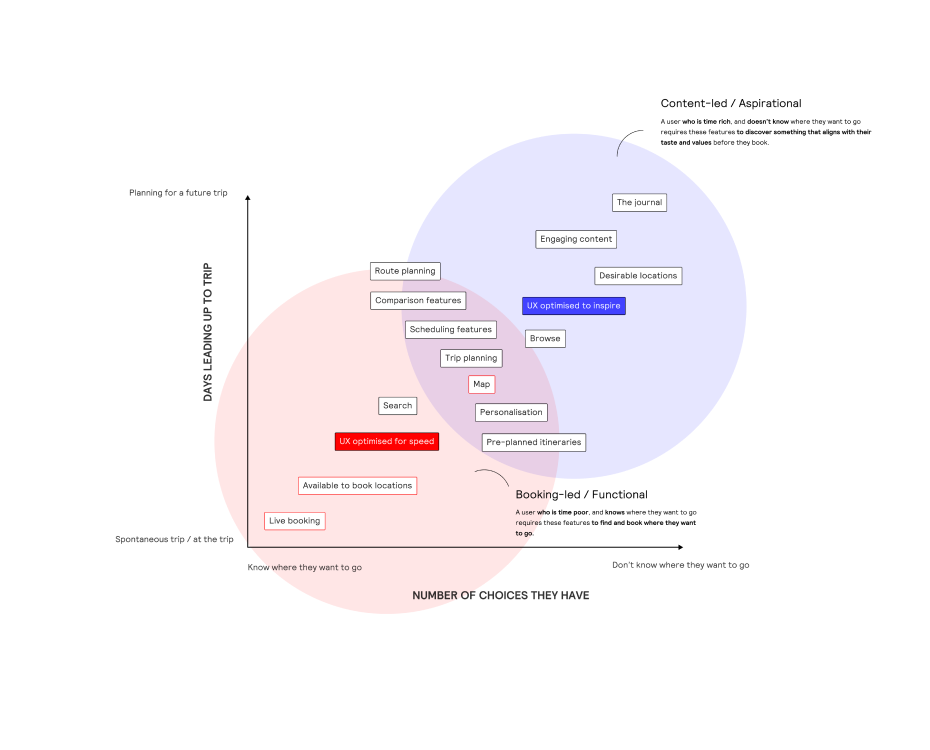 Content-led / Aspirational
A user who is time rich, and doesn't know where they want to go
requires these features to discover something that aligns with their
taste and values before they book.
Planning for a future trip
The journal
Engaging content
Route planning
Desirable locations
Comparison features
UX optimised to inspire
Scheduling features
Browse
DAYS LEADING UP TO TRIP
Trip planning
Map
Search
Personalisation
UX optimised for speed
Pre-planned itineraries
Available to book locations
Booking-led / Functional
A user who is time poor, and knows where they want to go
requires these features to find and book where they want
to go.
Live booking
Spontaneous trip / at the trip
Know where they want to go
Don't know where they want to go
NUMBER OF CHOICES THEY HAVE